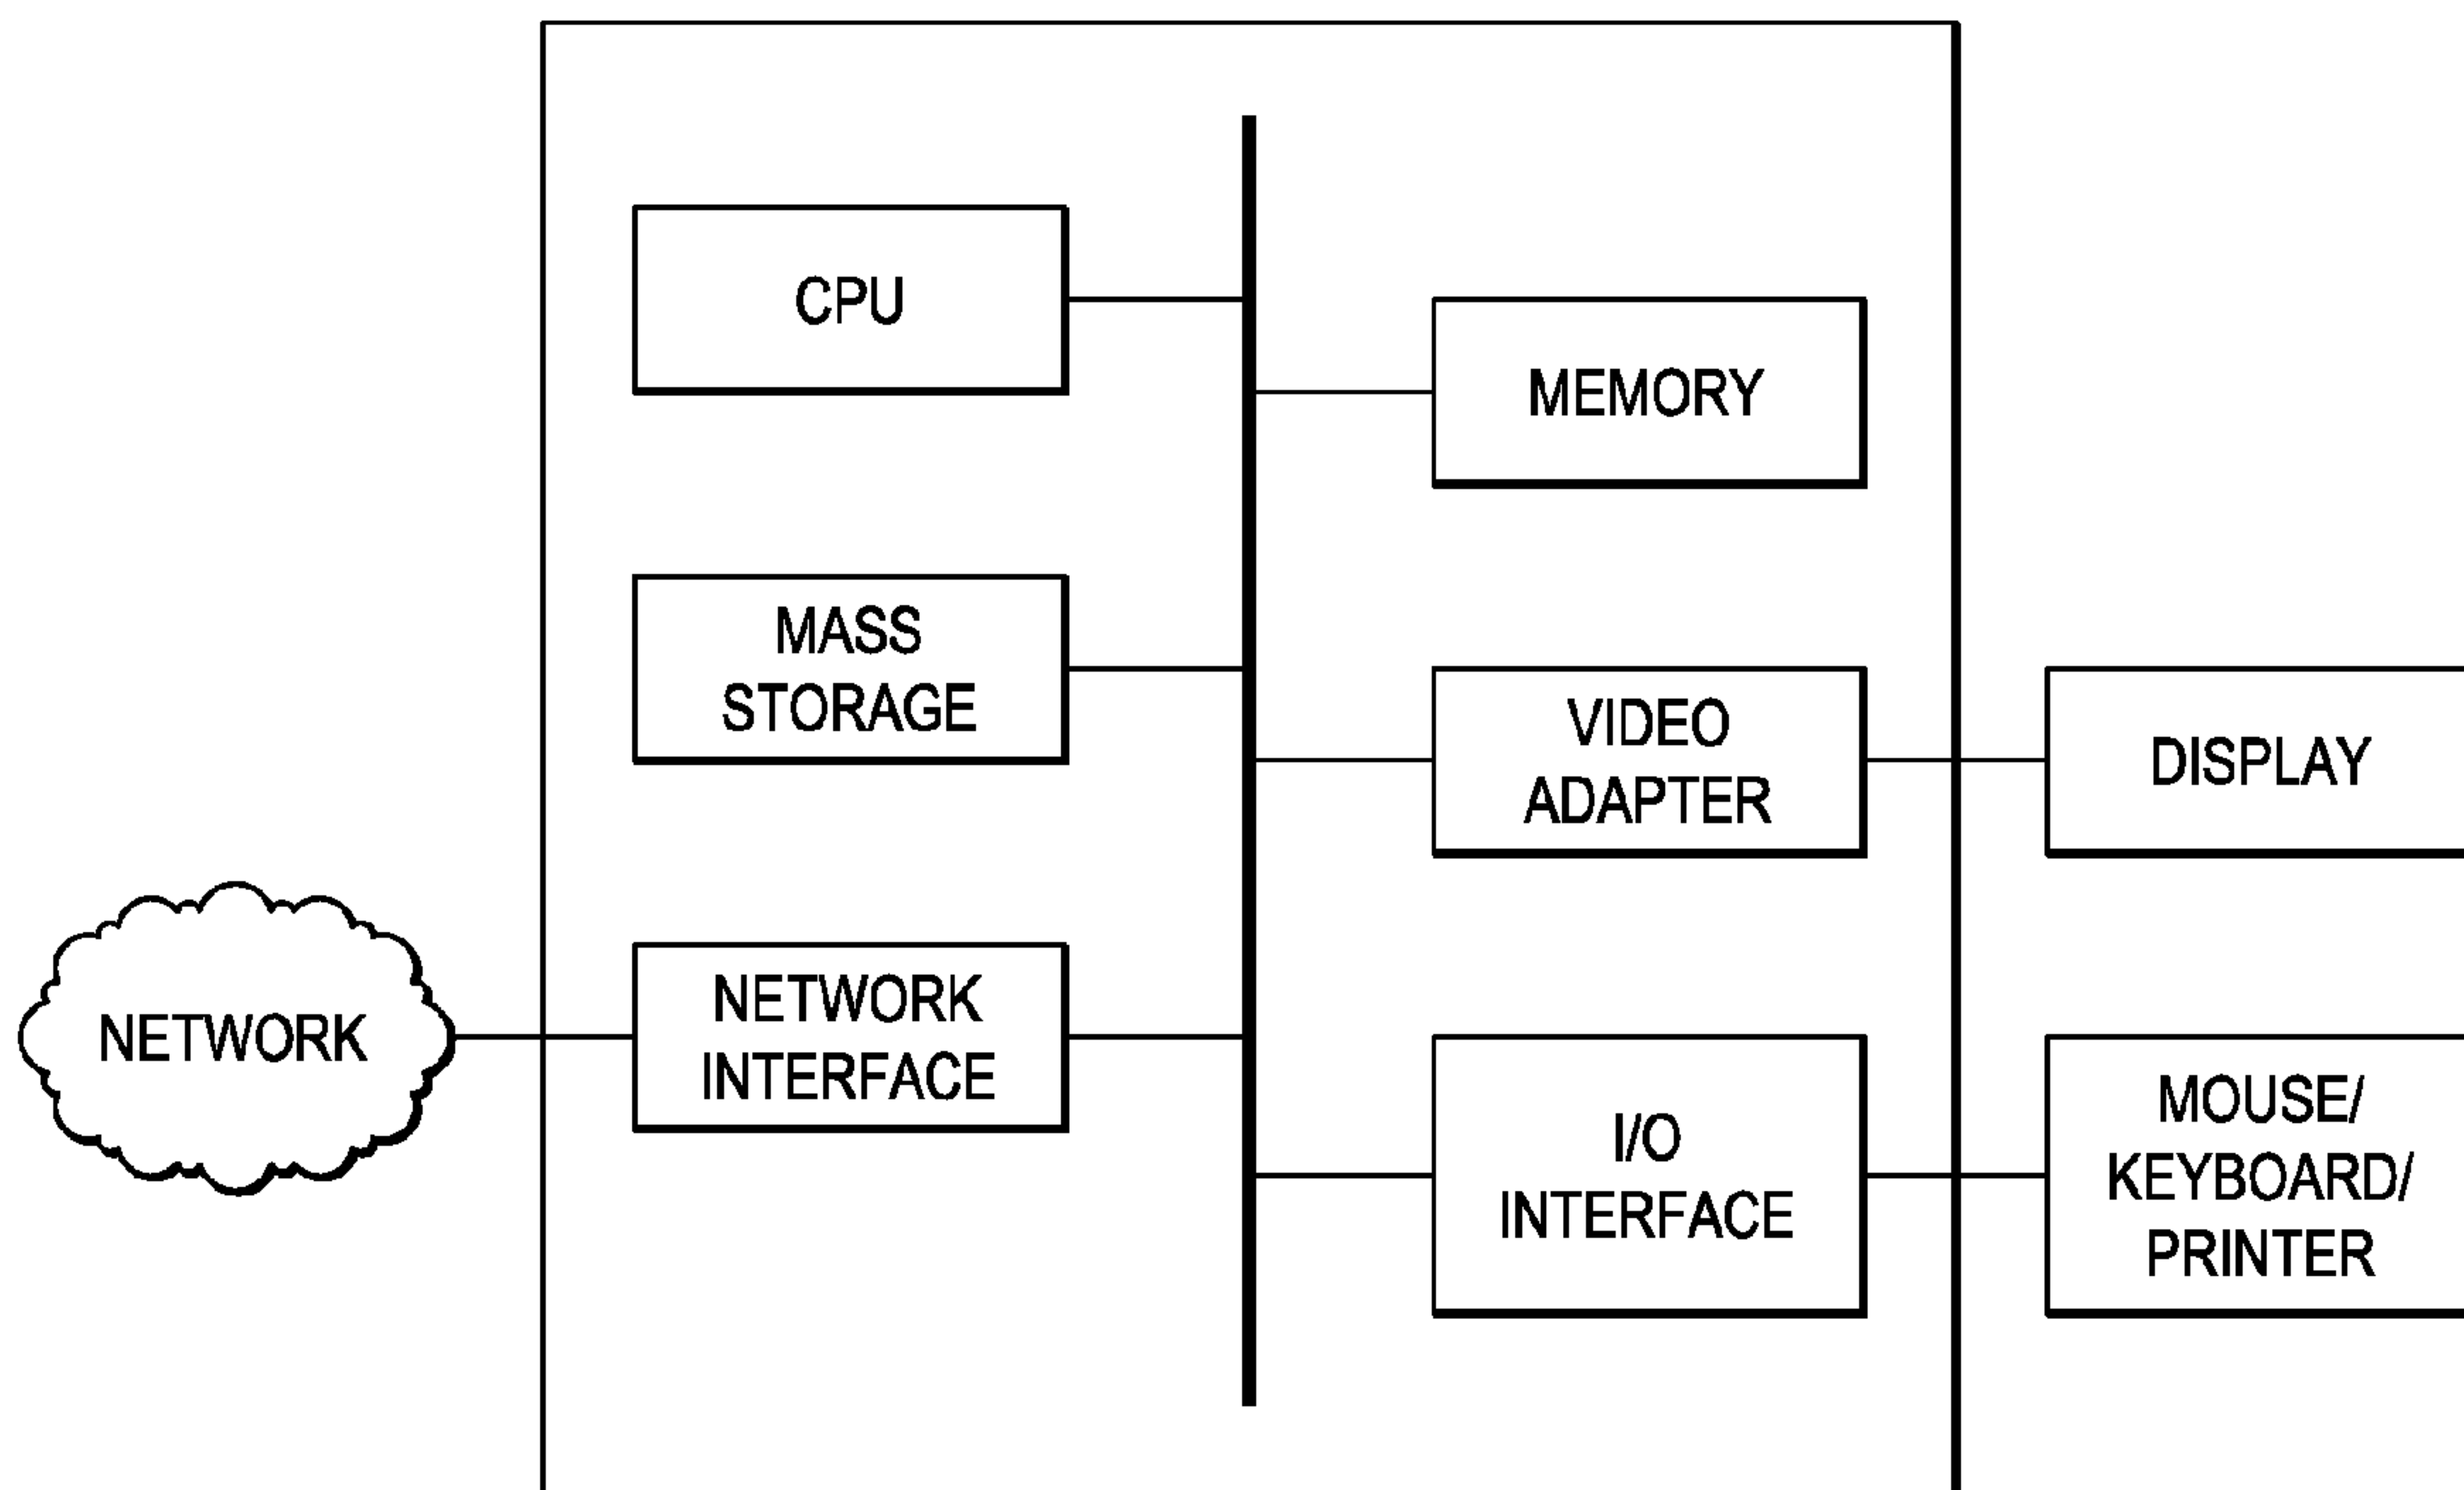 CPU
MEMORY
MASS
STORAGE
VIDEO
ADAPTER
DISPLAY
NETWORK
NETWORK
INTERFACE
I/O
INTERFACE
MOUSE/
KEYBOARD/
PRINTER